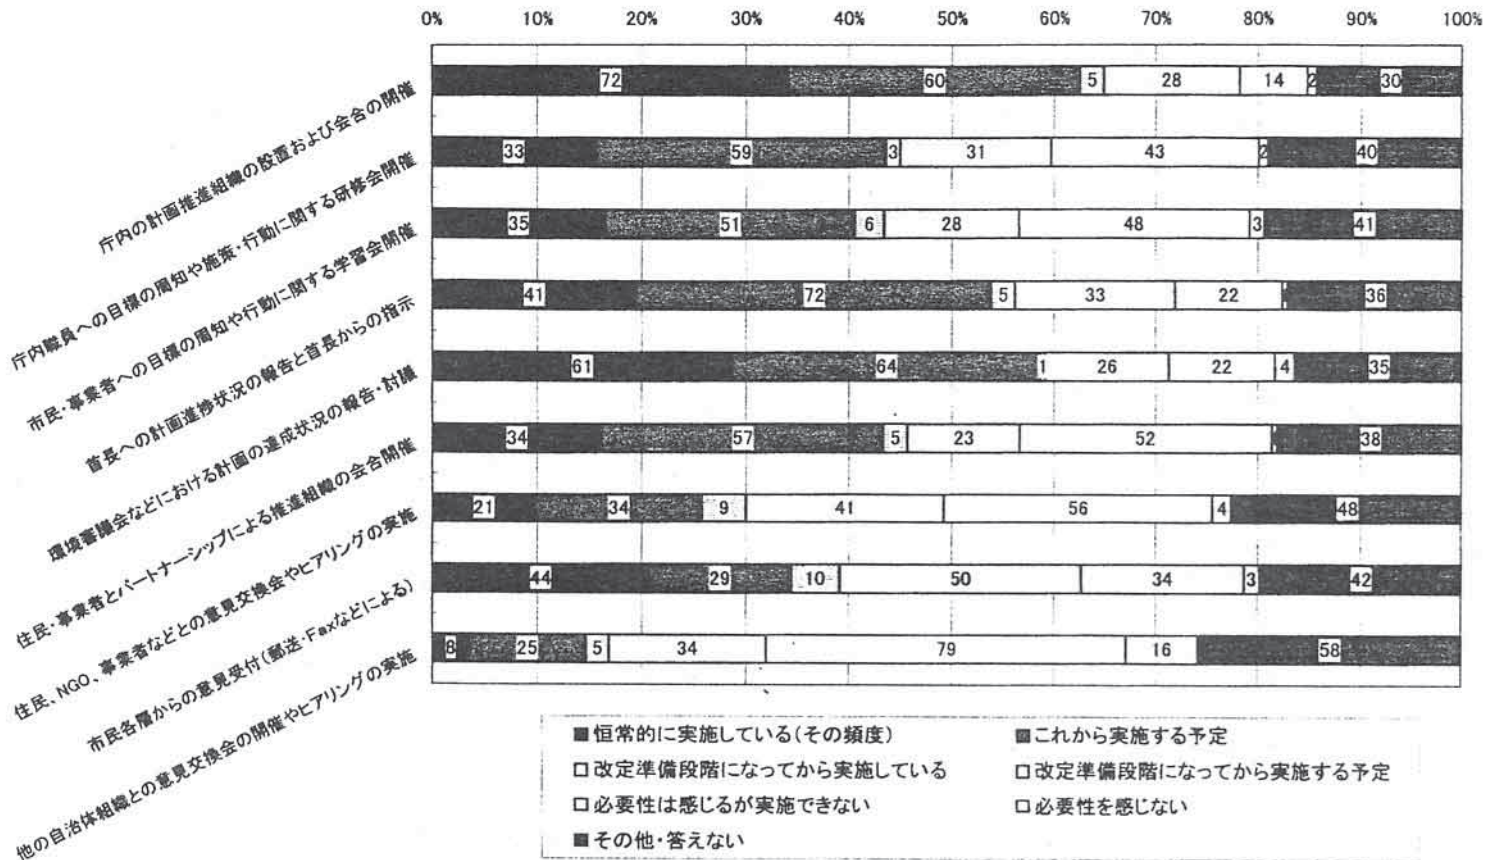 0% 10% 20% 30% 40% 50% 60% 70% 80% 90% 100%
庁内の計画推進組織の設置および会合の開催
72 60 5 28 14 2 30
庁内職員への目標の周知や施策・行動に関する研修会開催
33 59 3 31 43 2 40
市民・事業者への目標の周知や行動に関する学習会開催
35 51 6 28 48 3 41
首長への計画進捗状況の報告と首長からの指示
41 72 5 33 22 36
環境審議会などにおける計画の達成状況の報告・討議
61 64 1 26 22 4 35
住民・事業者とパートナーシップによる推進組織の会合開催
34 57 5 23 52 38
住民、NGO、事業者などとの意見交換会やヒアリングの実施
21 34 9 41 56 4 48
市民各層からの意見受付(郵送・Faxなどによる)
44 29 10 50 34 3 42
他の自治体組織との意見交換会の開催やヒアリングの実施
8 25 5 34 79 16 58
恒常的に実施している(その頻度) これから実施する予定
改定準備段階になってから実施している 改定準備段階になってから実施する予定
必要性は感じるが実施できない 必要性を感じない
その他・答えない